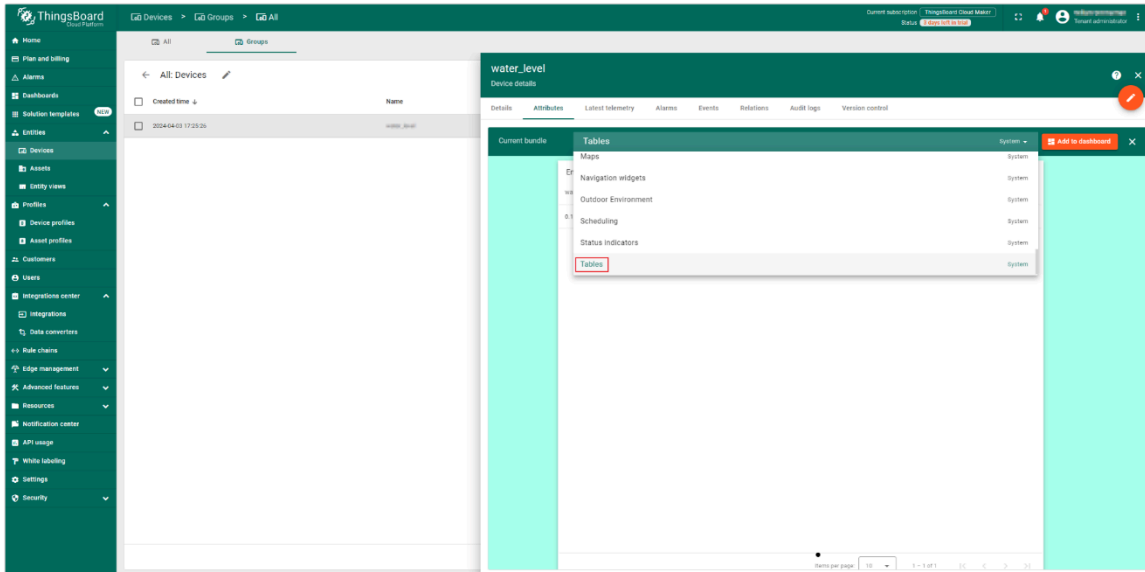 ThingsBoard
Cloud Platform
Devices > Groups > All
Current subscription ThingsBoard Cloud Maker
Status 3 days left to trial
Tenant administrator
Home
Plan and billing
Alarms
Dashboards
Solution templates NEW
Entities
Devices
Assets
Entity views
Profiles
Device profiles
Asset profiles
Customers
Users
Integrations center
Integrations
Data converters
Rule chains
Edge management
Advanced features
Resources
Notification center
API usage
White labeling
Settings
Security
All Groups
All: Devices
Created time Name
2024-04-03 17:25:26
water_level
Device details
Details Attributes Latest telemetry Alarms Events Relations Audit logs Version control
Current bundle Tables System Add to dashboard
Maps System
Navigation widgets System
Outdoor Environment System
Scheduling System
Status indicators System
Tables System
Items per page: 10 1 – 1 of 1